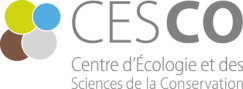 CESCO
Centre d'Écologie et des
Sciences de la Conservation